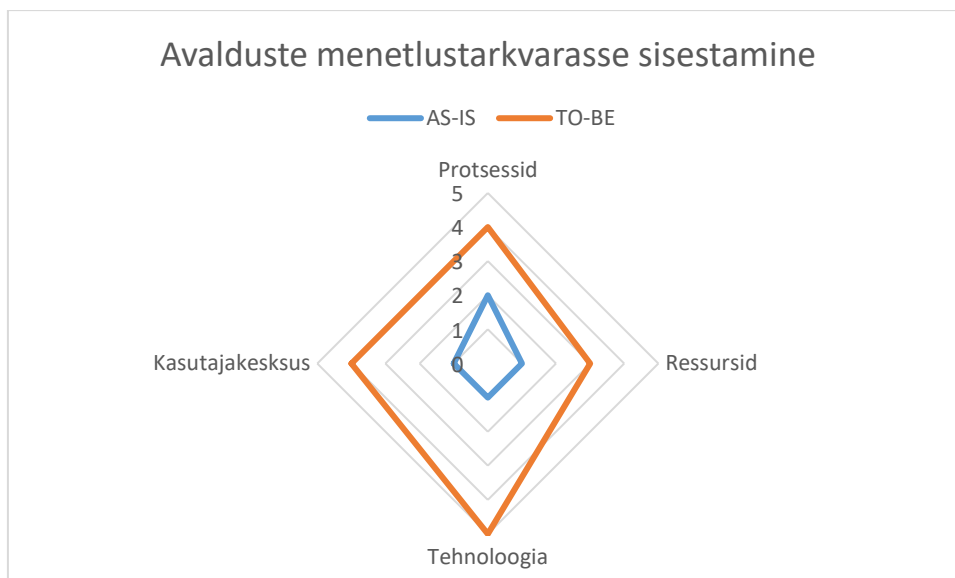 Avalduste menetlustarkvarasse sisestamine
AS-IS TO-BE
Protsessid
5
4
3
2
1
Kasutajakesksus 0 Ressursid
Tehnoloogia